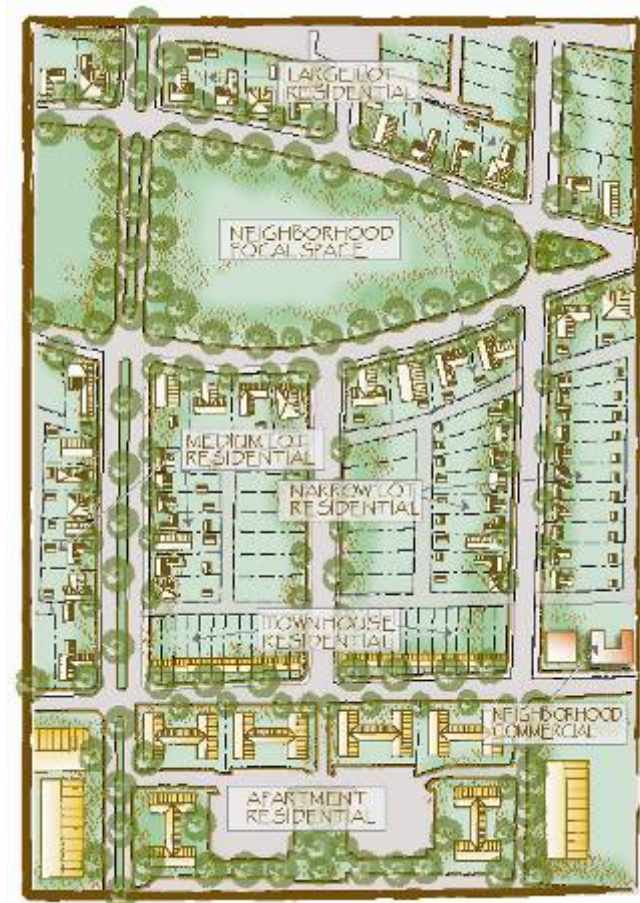 LARGE LOT
RESIDENTIAL
NEIGHBORHOOD
FOCAL SPACE
MEDIUM LOT
RESIDENTIAL
NARROW LOT
RESIDENTIAL
TOWNHOUSE
RESIDENTIAL
NEIGHBORHOOD
COMMERCIAL
APARTMENT
RESIDENTIAL